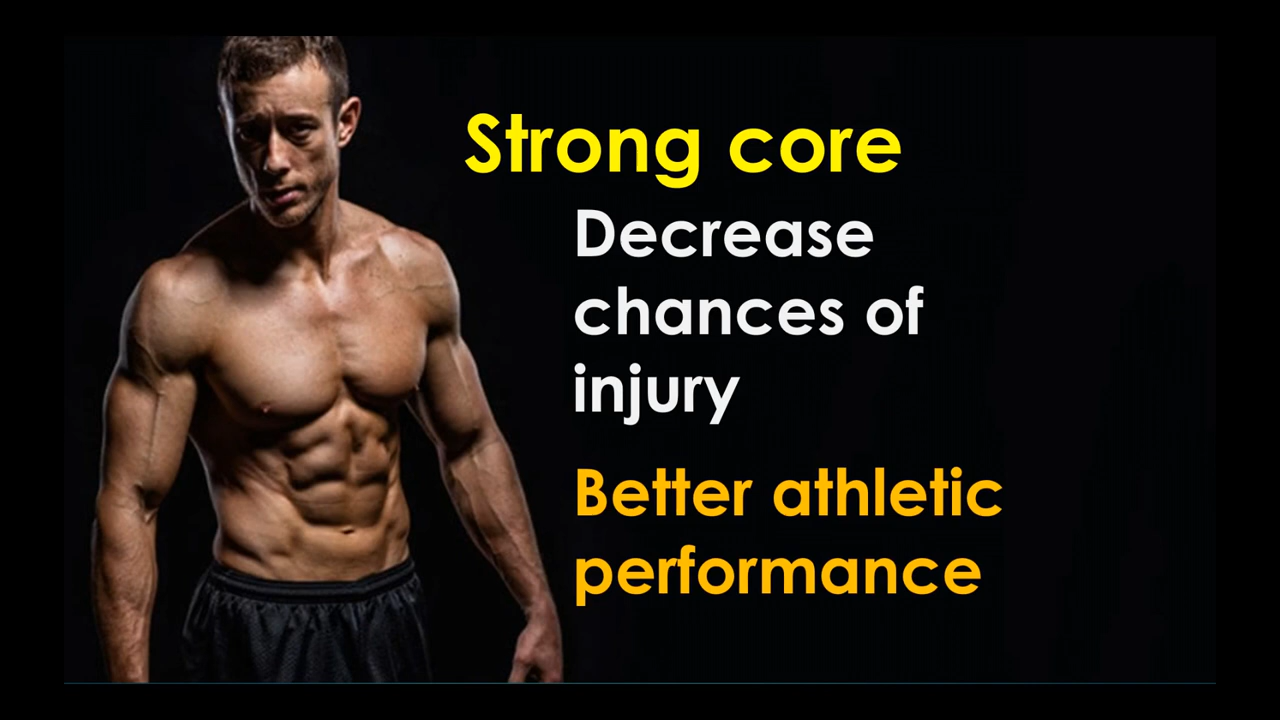 Strong core
Decrease
chances of
injury
Better athletic
performance